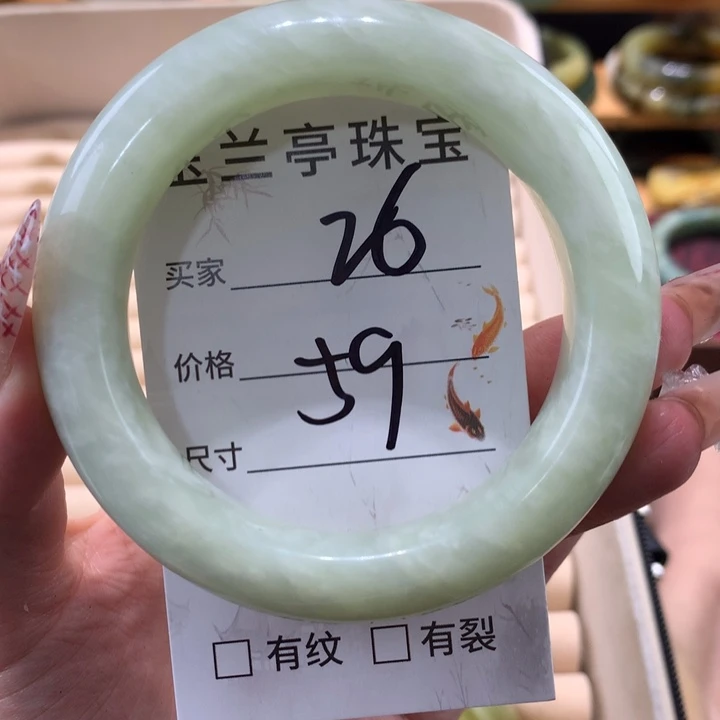 兰亭珠宝
买家 26
价格 59
尺寸
□有纹 □有裂